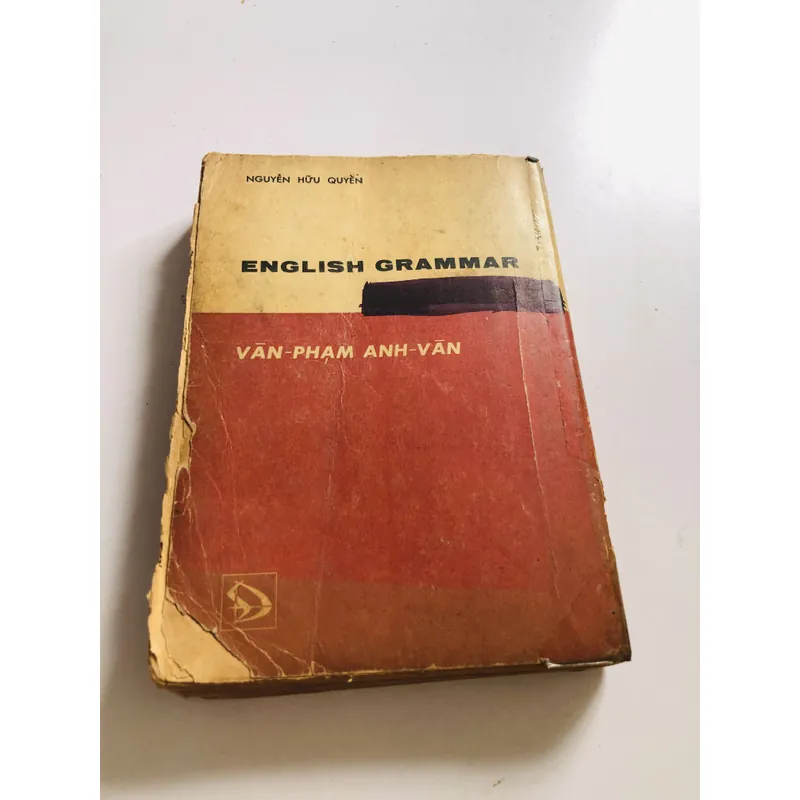 NGUYỄN HỮU QUYỀN
ENGLISH GRAMMAR
VĂN-PHẠM ANH-VĂN